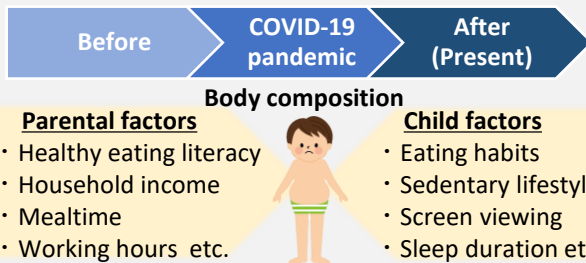 Before
COVID-19
pandemic
After
(Present)
Body composition
Parental factors
・Healthy eating literacy
・Household income
・Mealtime
・Working hours etc.
Child factors
・Eating habits
・Sedentary lifestyl
・Screen viewing
・Sleep duration et